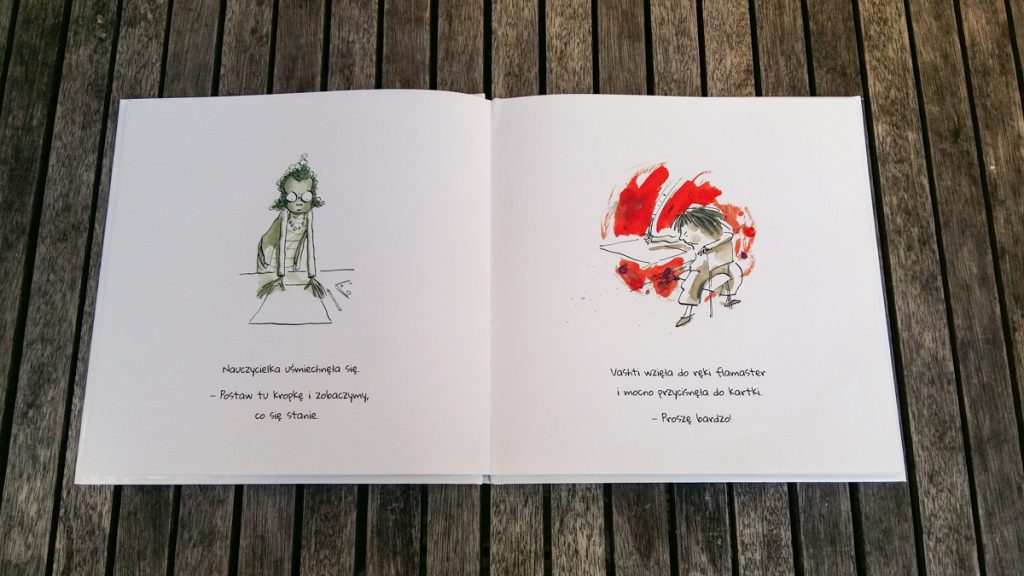 Nauczycielka uśmiechnęła się.
– Postaw tu kropkę i zobaczymy,
co się stanie.
Vashti wzięła do ręki flamaster
i mocno przycisnęła do kartki.
– Proszę bardzo!